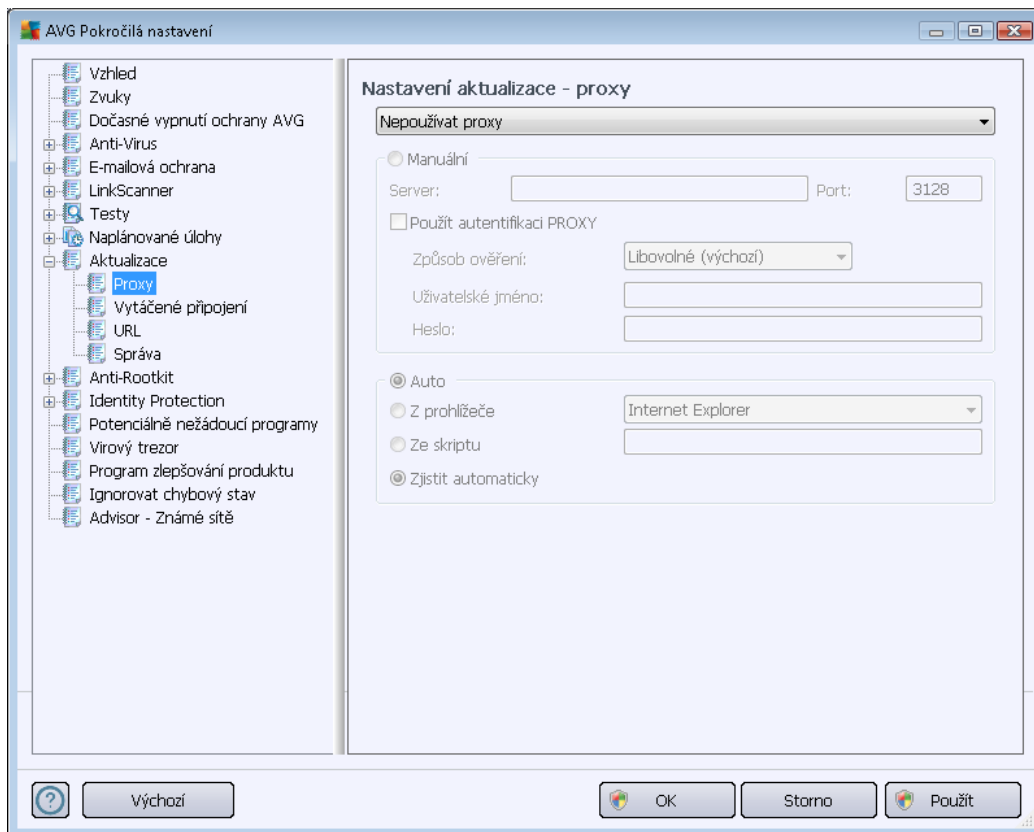 AVG Pokročilá nastavení
Vzhled
Zvuky
Dočasné vypnutí ochrany AVG
Anti-Virus
E-mailová ochrana
LinkScanner
Testy
Naplánované úlohy
Aktualizace
Proxy
Vytáčené připojení
URL
Správa
Anti-Rootkit
Identity Protection
Potenciálně nežádoucí programy
Virový trezor
Program zlepšování produktu
Ignorovat chybový stav
Advisor - Známé sítě
Nastavení aktualizace - proxy
Nepoužívat proxy
Manuální
Server: Port: 3128
Použít autentifikaci PROXY
Způsob ověření: Libovolné (výchozí)
Uživatelské jméno:
Heslo:
Auto
Z prohlížeče Internet Explorer
Ze skriptu
Zjistit automaticky
? Výchozí OK Storno Použít